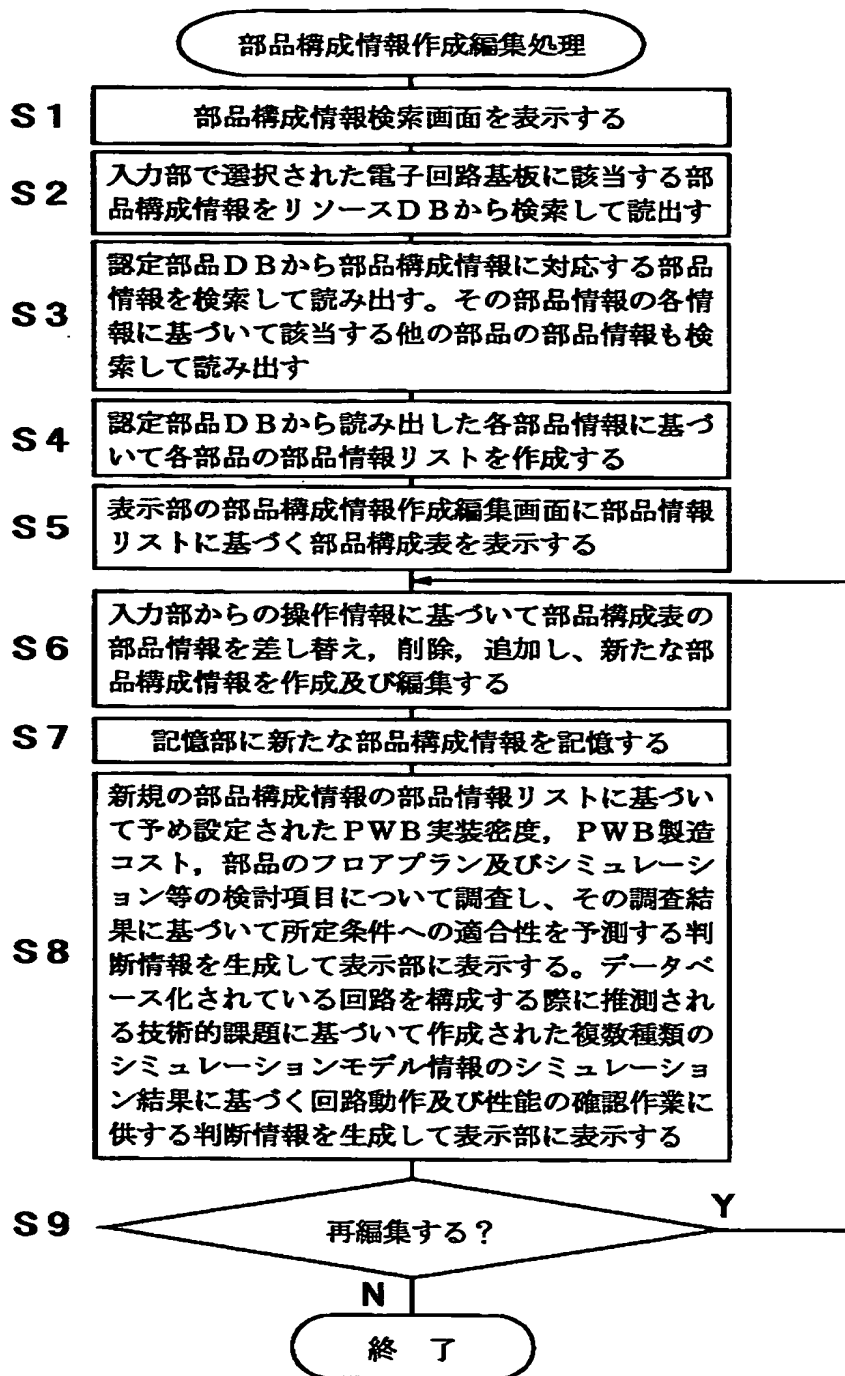 部品構成情報作成編集処理
S1
部品構成情報検索画面を表示する
S2
入力部で選択された電子回路基板に該当する部
品構成情報をリソースDBから検索して読出す
S3
認定部品DBから部品構成情報に対応する部品
情報を検索して読み出す。その部品情報の各情
報に基づいて該当する他の部品の部品情報も検
索して読み出す
S4
認定部品DBから読み出した各部品情報に基づ
いて各部品の部品情報リストを作成する
S5
表示部の部品構成情報作成編集画面に部品情報
リストに基づく部品構成表を表示する
S6
入力部からの操作情報に基づいて部品構成表の
部品情報を差し替え，削除，追加し、新たな部
品構成情報を作成及び編集する
S7
記憶部に新たな部品構成情報を記憶する
S8
新規の部品構成情報の部品情報リストに基づい
て予め設定されたPWB実装密度，PWB製造
コスト，部品のフロアプラン及びシミュレーシ
ョン等の検討項目について調査し、その調査結
果に基づいて所定条件への適合性を予測する判
断情報を生成して表示部に表示する。データベ
ース化されている回路を構成する際に推測され
る技術的課題に基づいて作成された複数種類の
シミュレーションモデル情報のシミュレーショ
ン結果に基づく回路動作及び性能の確認作業に
供する判断情報を生成して表示部に表示する
S9
再編集する？
Y
N
終 了